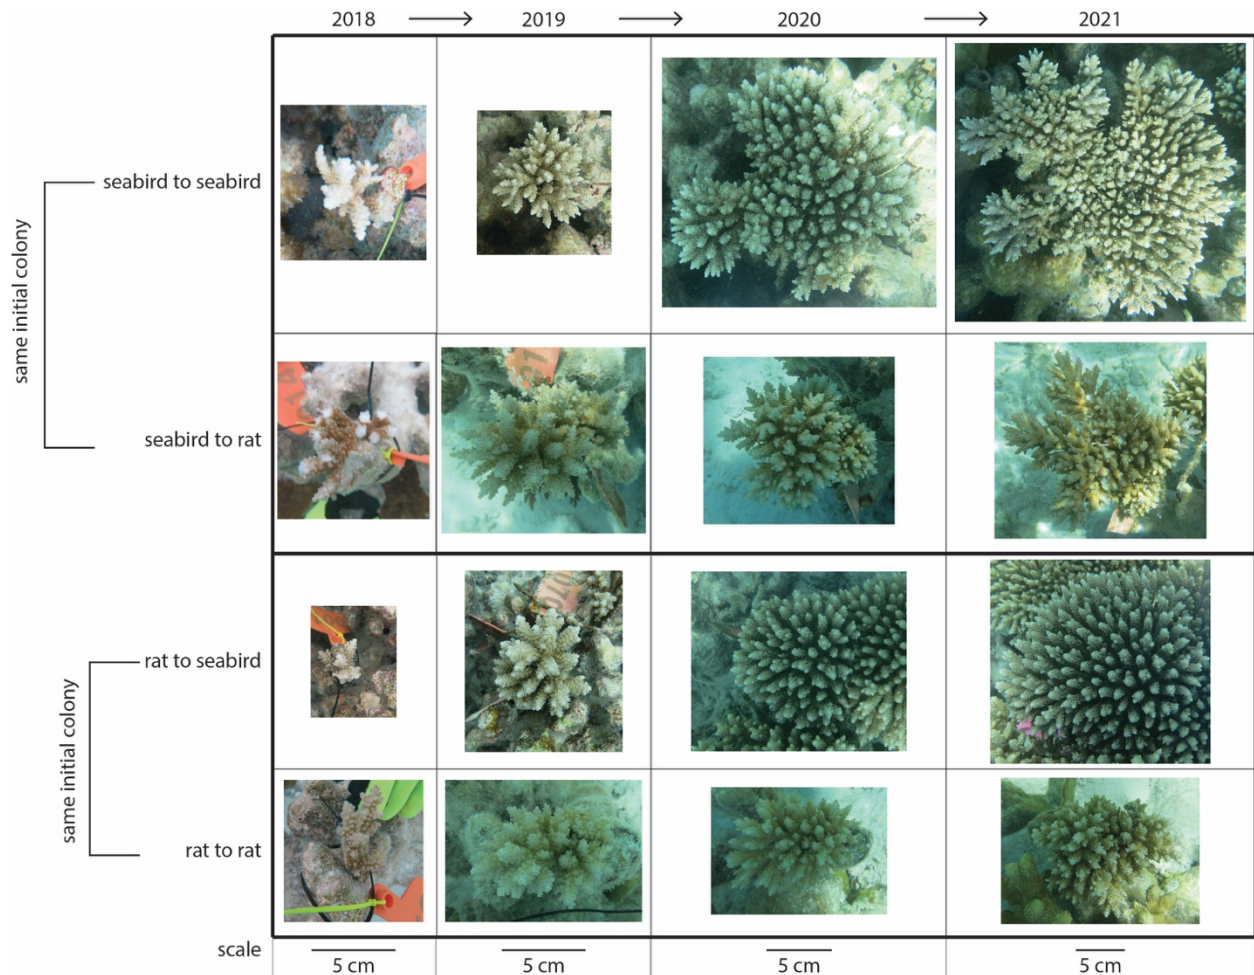 2018 2019 2020 2021
seabird to seabird
same initial colony
seabird to rat
rat to seabird
same initial colony
rat to rat
scale
5 cm 5 cm 5 cm 5 cm